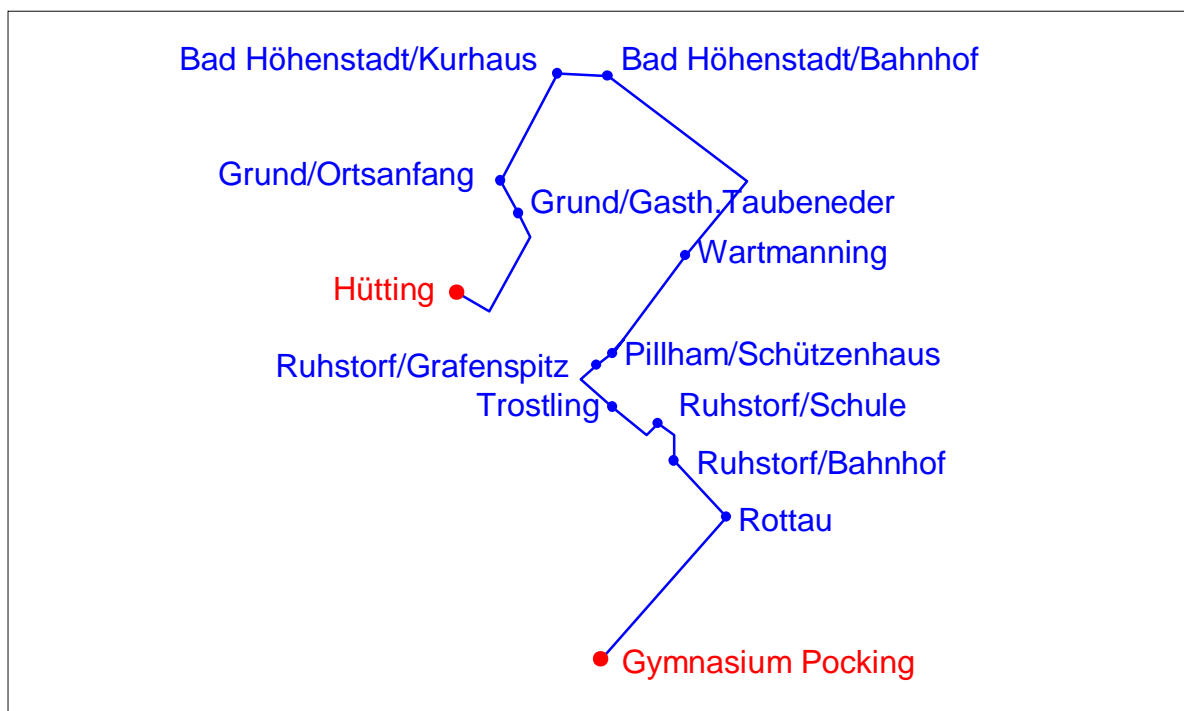 Bad Höhenstadt/Kurhaus
Bad Höhenstadt/Bahnhof
Grund/Ortsanfang
Grund/Gasth.Taubeneder
Wartmanning
Hütting
Pillham/Schützenhaus
Ruhstorf/Grafenspitz
Trostling
Ruhstorf/Schule
Ruhstorf/Bahnhof
Rottau
Gymnasium Pocking